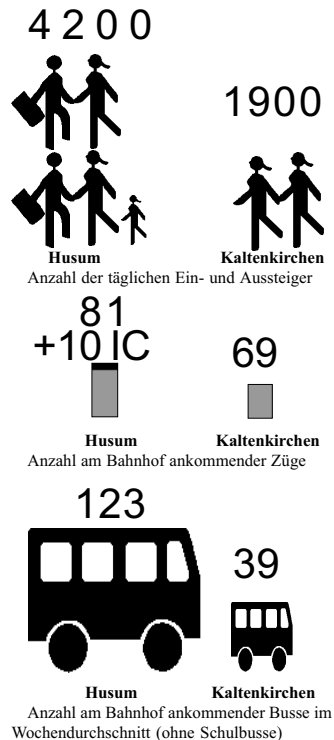 4200
1900
Husum Kaltenkirchen
Anzahl der täglichen Ein- und Aussteiger
81
+10 IC
69
Husum Kaltenkirchen
Anzahl am Bahnhof ankommender Züge
123
39
Husum Kaltenkirchen
Anzahl am Bahnhof ankommender Busse im
Wochendurchschnitt (ohne Schulbusse)